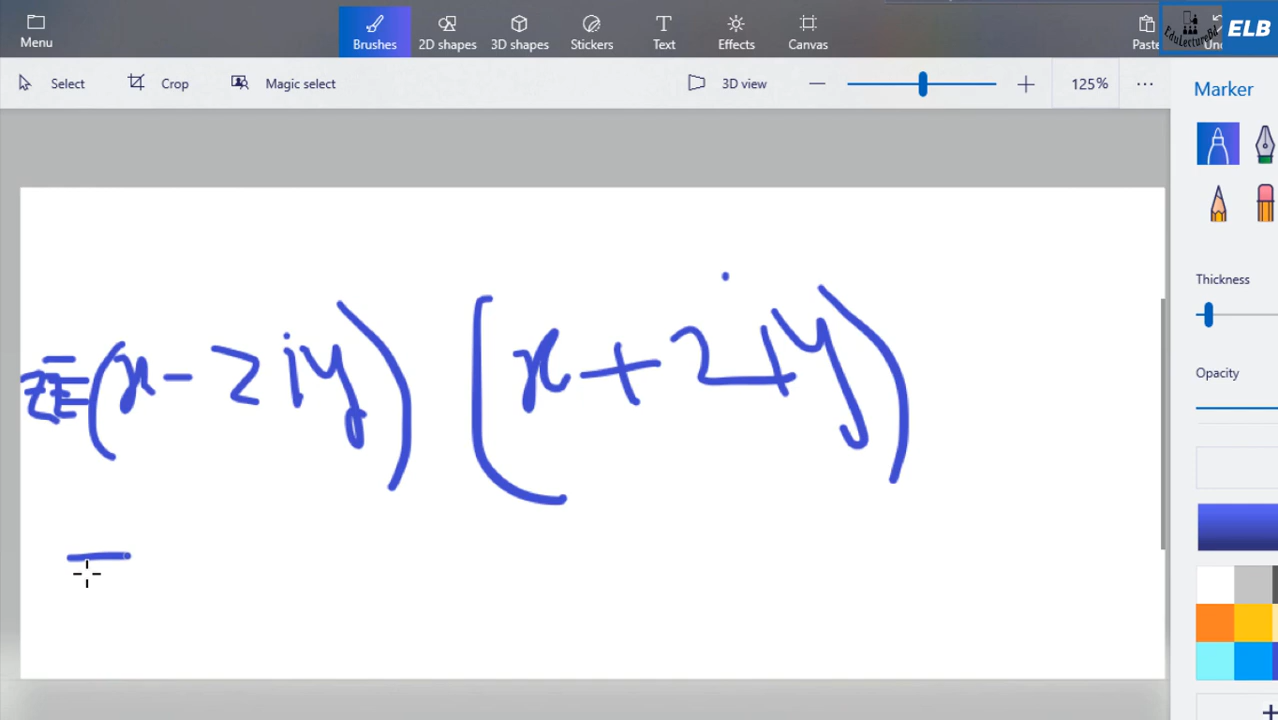 Menu
Brushes 2D shapes 3D shapes Stickers Text Effects Canvas Paste
EduLectureBd ELB
Select Crop Magic select 3D view 125%
Marker
(x - 2iy) (x + 2iy)
Thickness
Opacity